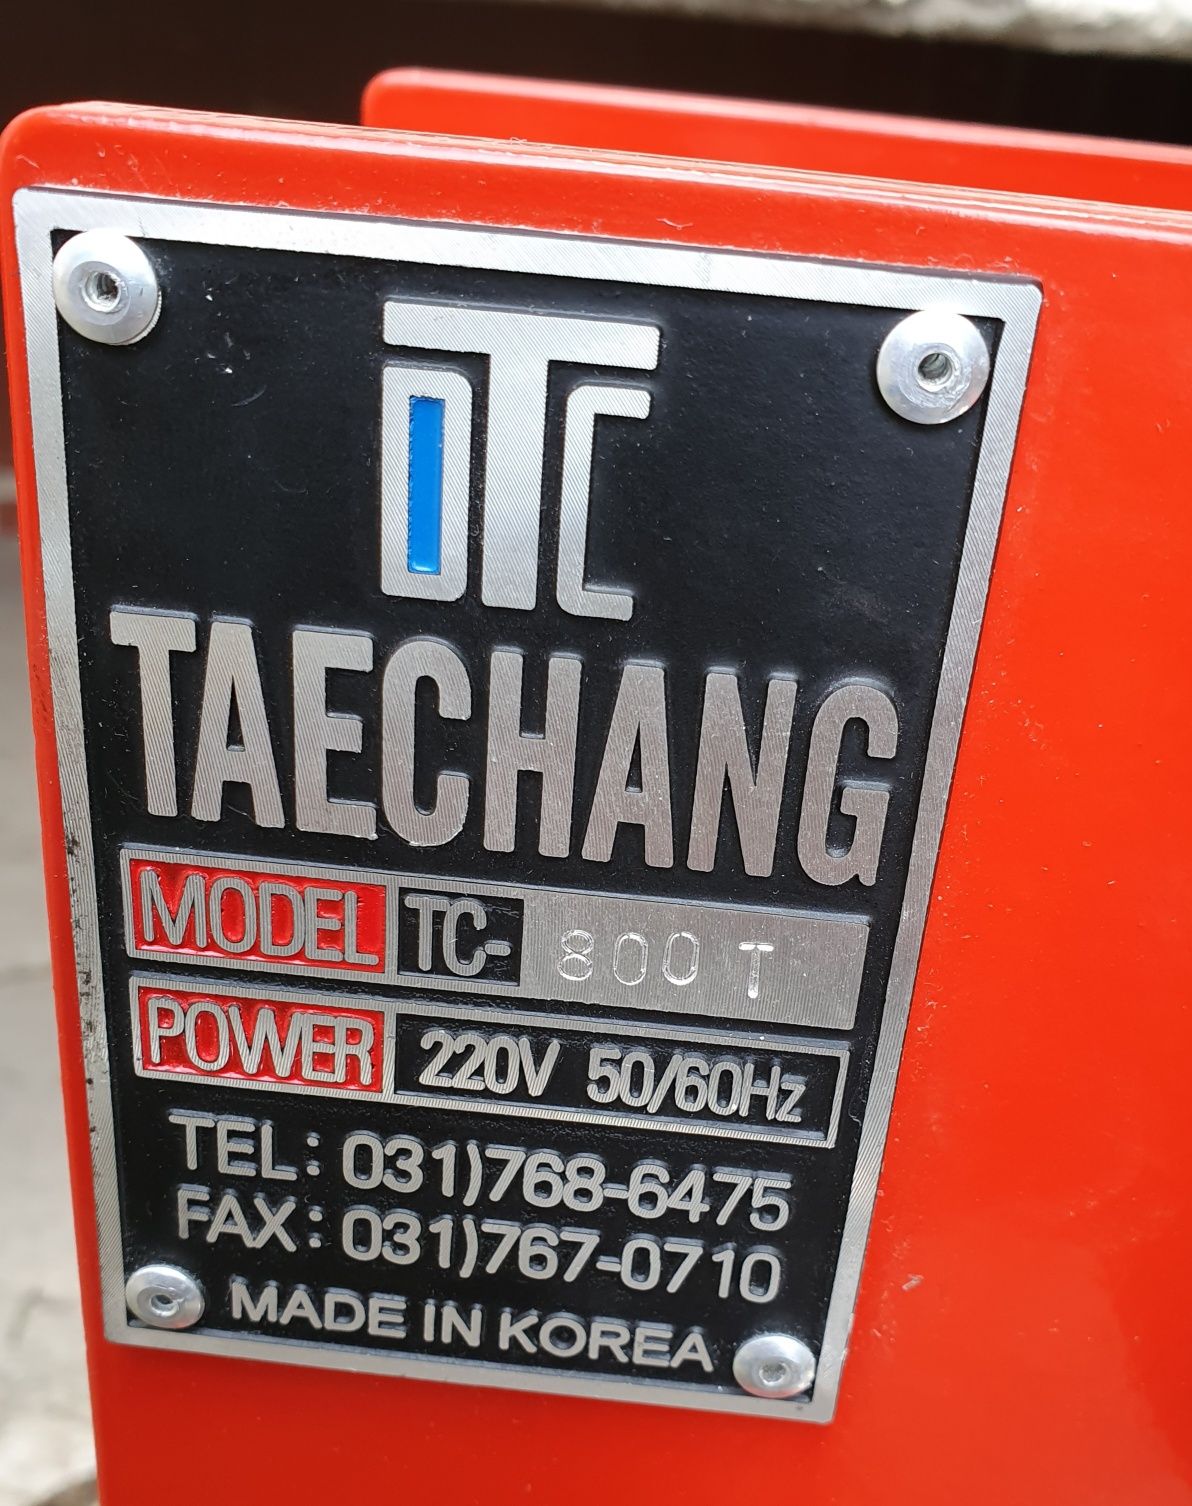 DTC
TAECHANG
MODEL TC- 800 T
POWER 220V 50/60Hz
TEL: 031)768-6475
FAX: 031)767-0710
MADE IN KOREA